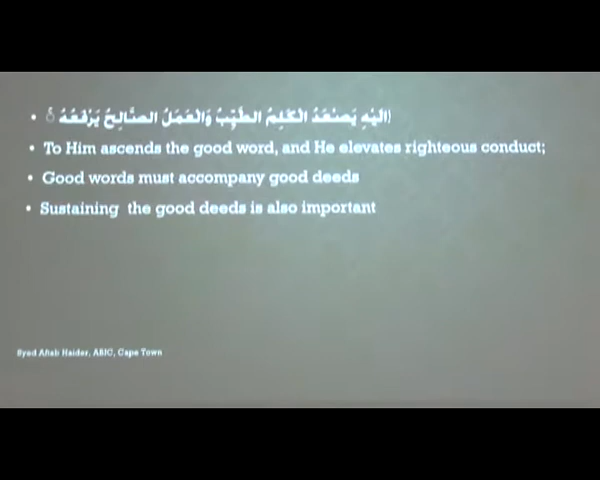 • إِلَيْهِ يَصْعَدُ الْكَلِمُ الطَّيِّبُ وَالْعَمَلُ الصَّالِحُ يَرْفَعُهُ ۚ
• To Him ascends the good word, and He elevates righteous conduct;
• Good words must accompany good deeds
• Sustaining the good deeds is also important
Syed Aftab Haider, ABIC, Cape Town